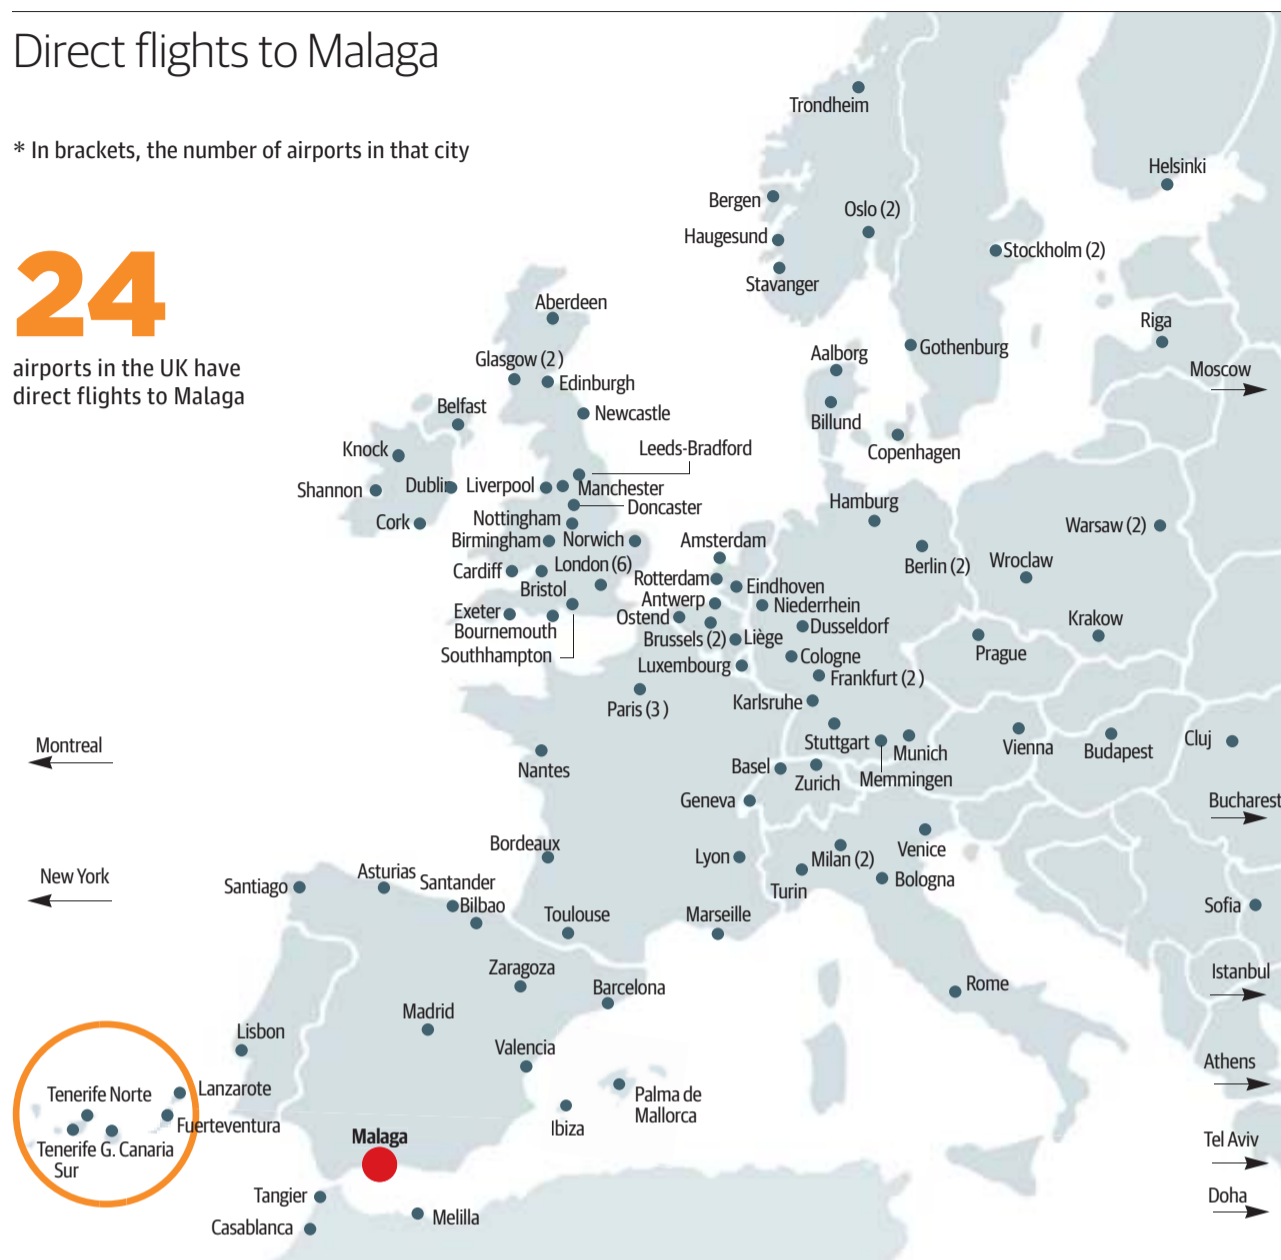 Direct flights to Malaga
* In brackets, the number of airports in that city
24
airports in the UK have
direct flights to Malaga
Trondheim
Helsinki
Bergen
Oslo (2)
Haugesund
Stockholm (2)
Stavanger
Aberdeen
Riga
Gothenburg
Aalborg
Glasgow (2)
Moscow
Edinburgh
Belfast
Newcastle
Billund
Knock
Leeds-Bradford
Copenhagen
Shannon
Dublin
Liverpool
Manchester
Hamburg
Doncaster
Cork
Nottingham
Warsaw (2)
Birmingham
Norwich
Amsterdam
Berlin (2)
Wroclaw
Cardiff
London (6)
Rotterdam
Eindhoven
Bristol
Antwerp
Niederrhein
Exeter
Ostend
Dusseldorf
Krakow
Bournemouth
Brussels (2)
Liège
Prague
Southhampton
Cologne
Luxembourg
Frankfurt (2)
Karlsruhe
Paris (3)
Montreal
Stuttgart
Munich
Vienna
Budapest
Cluj
Nantes
Basel
Zurich
Memmingen
Geneva
Bucharest
Bordeaux
Lyon
Milan (2)
Venice
New York
Asturias
Santander
Santiago
Bilbao
Turin
Bologna
Toulouse
Marseille
Sofia
Zaragoza
Istanbul
Barcelona
Rome
Madrid
Lisbon
Valencia
Athens
Tenerife Norte
Lanzarote
Palma de
Mallorca
Fuerteventura
Ibiza
Malaga
Tel Aviv
Tenerife
Sur
G. Canaria
Tangier
Doha
Melilla
Casablanca